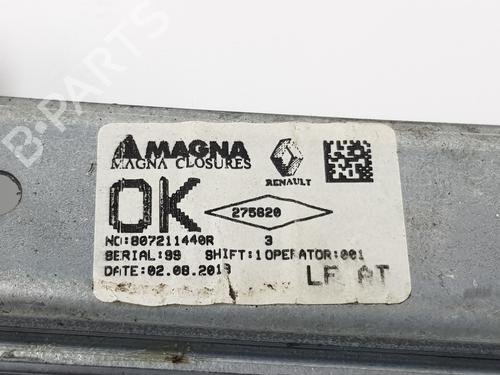 MAGNA
MAGNA CLOSURES
RENAULT
OK
275620
NO:807211440R 3
SERIAL:99 SHIFT:1 OPERATOR:001
DATE:02.08.2018
LF AT
B-PARTS